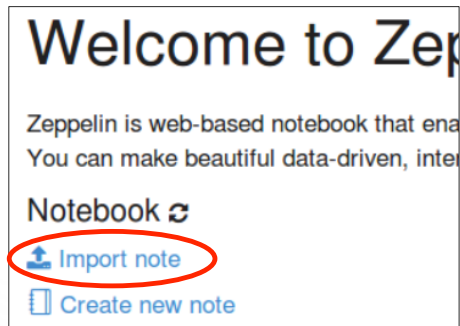 Welcome to Zep
Zeppelin is web-based notebook that ena
You can make beautiful data-driven, inter
Notebook
Import note
Create new note